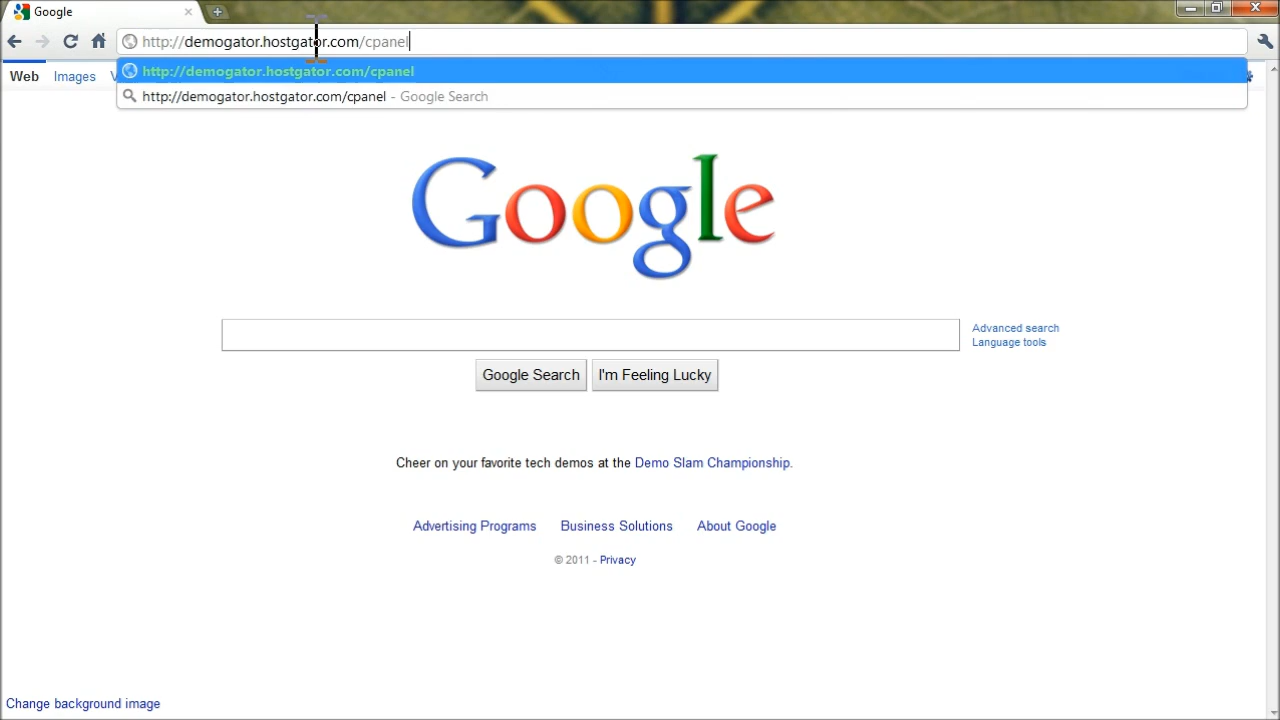 Google
http://demogator.hostgator.com/cpanel
http://demogator.hostgator.com/cpanel
http://demogator.hostgator.com/cpanel - Google Search
Web Images
Google
Advanced search
Language tools
Google Search I'm Feeling Lucky
Cheer on your favorite tech demos at the Demo Slam Championship.
Advertising Programs Business Solutions About Google
© 2011 - Privacy
Change background image